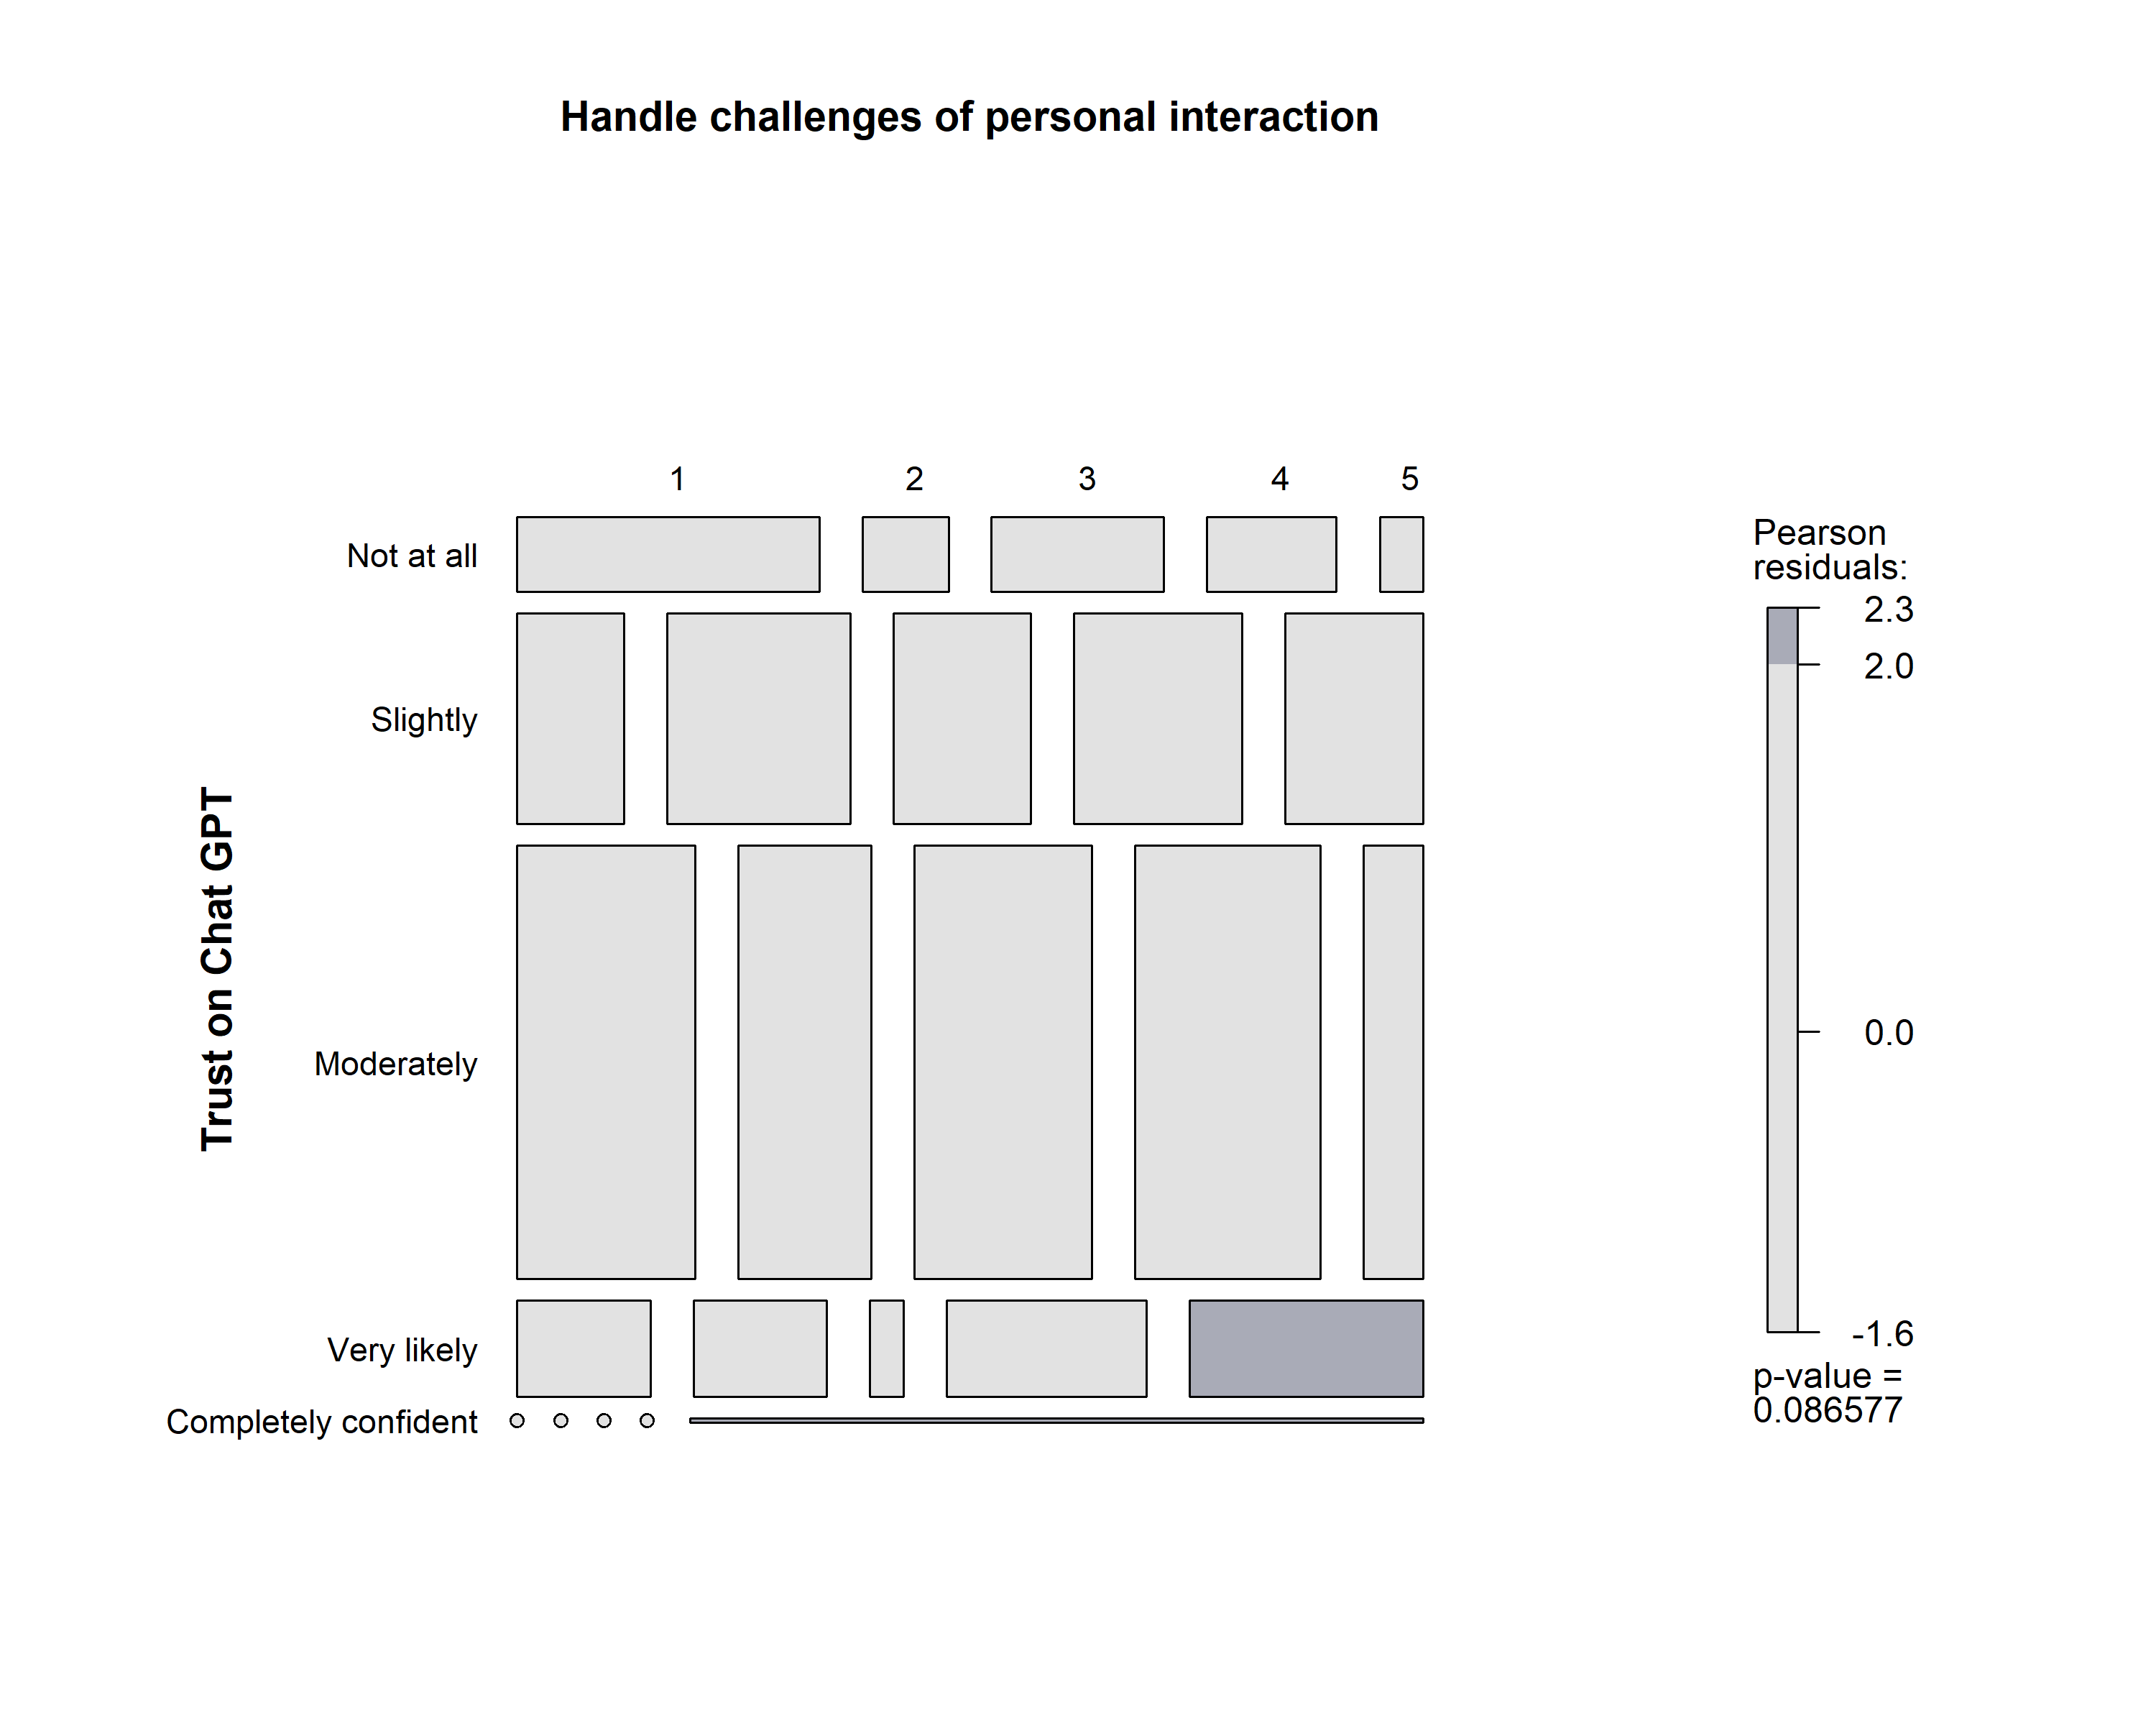 Handle challenges of personal interaction
1 2 3 4 5
Not at all
Slightly
Moderately
Very likely
Completely confident
Trust on Chat GPT
Pearson
residuals:
2.3
2.0
0.0
-1.6
p-value =
0.086577